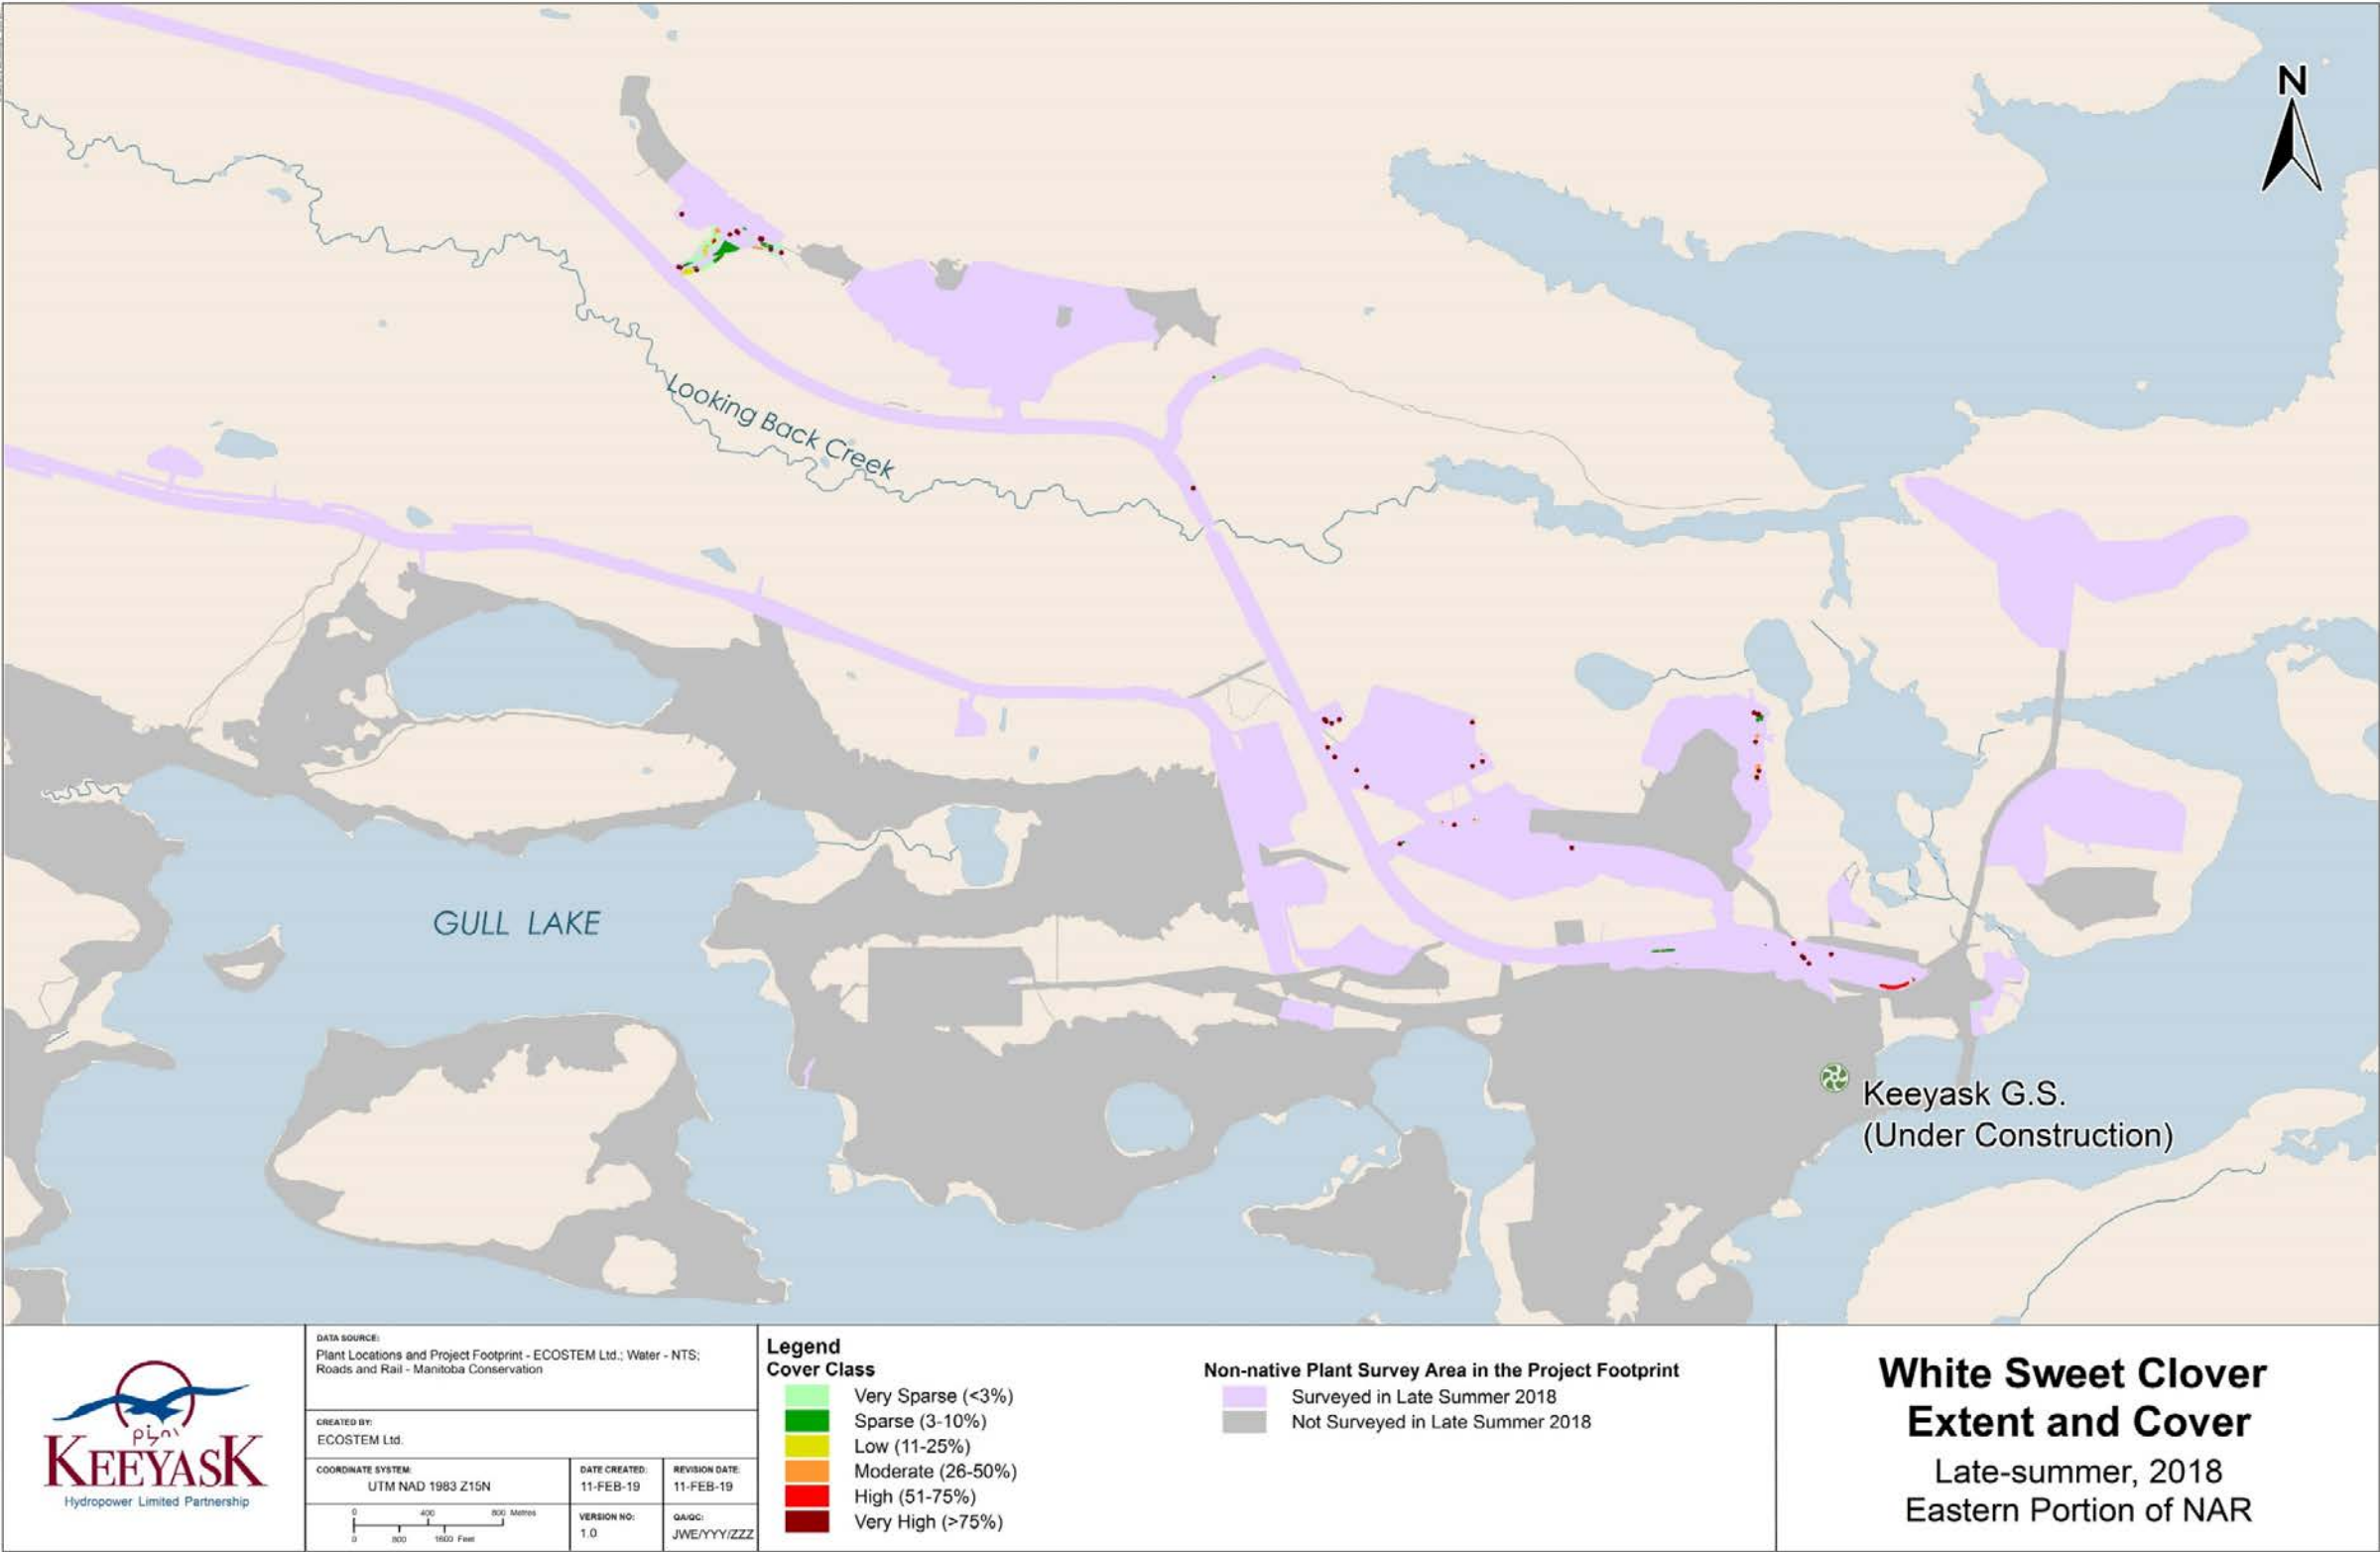 N
Looking Back Creek
GULL LAKE
Keeyask G.S.
(Under Construction)
KEEYASK
Hydropower Limited Partnership
DATA SOURCE:
Plant Locations and Project Footprint - ECOSTEM Ltd.; Water - NTS;
Roads and Rail - Manitoba Conservation
CREATED BY:
ECOSTEM Ltd.
COORDINATE SYSTEM:
UTM NAD 1983 Z15N
DATE CREATED:
11-FEB-19
REVISION DATE:
11-FEB-19
0 400 800 Metres
0 800 1600 Feet
VERSION NO:
1.0
QA/QC:
JWE/YYY/ZZZ
Legend
Cover Class
Very Sparse (<3%)
Sparse (3-10%)
Low (11-25%)
Moderate (26-50%)
High (51-75%)
Very High (>75%)
Non-native Plant Survey Area in the Project Footprint
Surveyed in Late Summer 2018
Not Surveyed in Late Summer 2018
White Sweet Clover
Extent and Cover
Late-summer, 2018
Eastern Portion of NAR